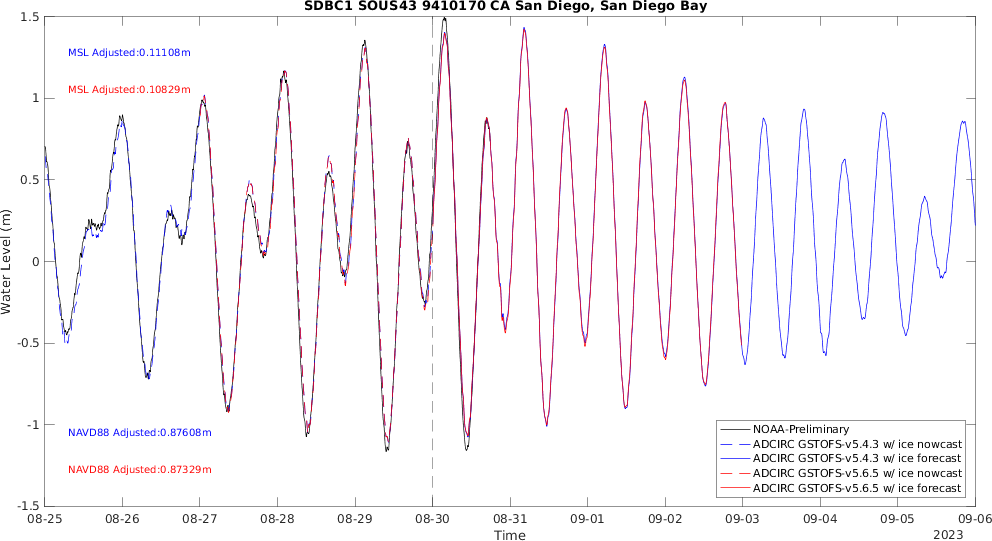 SDBC1 SOUS43 9410170 CA San Diego, San Diego Bay
1.5
1
0.5
0
-0.5
-1
-1.5
Water Level (m)
MSL Adjusted:0.11108m
MSL Adjusted:0.10829m
NAVD88 Adjusted:0.87608m
NAVD88 Adjusted:0.87329m
NOAA-Preliminary
ADCIRC GSTOFS-v5.4.3 w/ ice nowcast
ADCIRC GSTOFS-v5.4.3 w/ ice forecast
ADCIRC GSTOFS-v5.6.5 w/ ice nowcast
ADCIRC GSTOFS-v5.6.5 w/ ice forecast
08-25 08-26 08-27 08-28 08-29 08-30 08-31 09-01 09-02 09-03 09-04 09-05 09-06
Time
2023